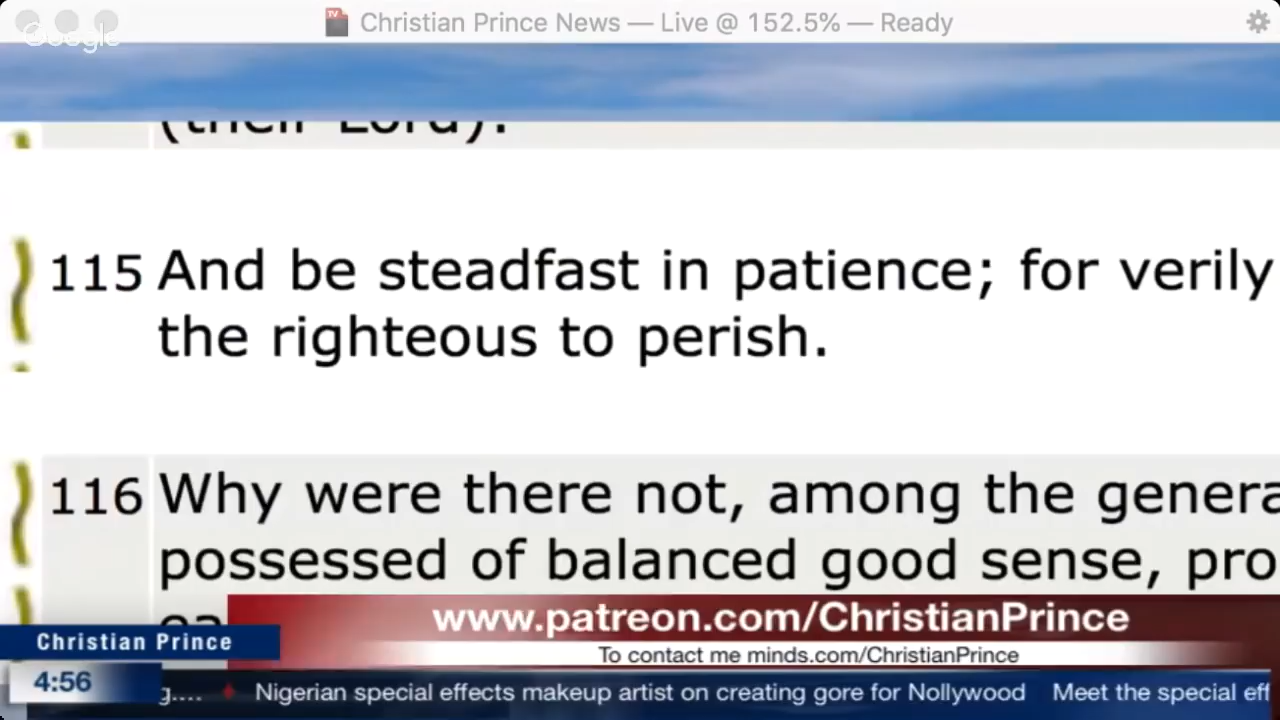 Christian Prince News — Live @ 152.5% — Ready
Google
(their Lord).
115 And be steadfast in patience; for verily
the righteous to perish.
116 Why were there not, among the genera
possessed of balanced good sense, pro
www.patreon.com/ChristianPrince
To contact me minds.com/ChristianPrince
Christian Prince
4:56
g.... Nigerian special effects makeup artist on creating gore for Nollywood Meet the special eff